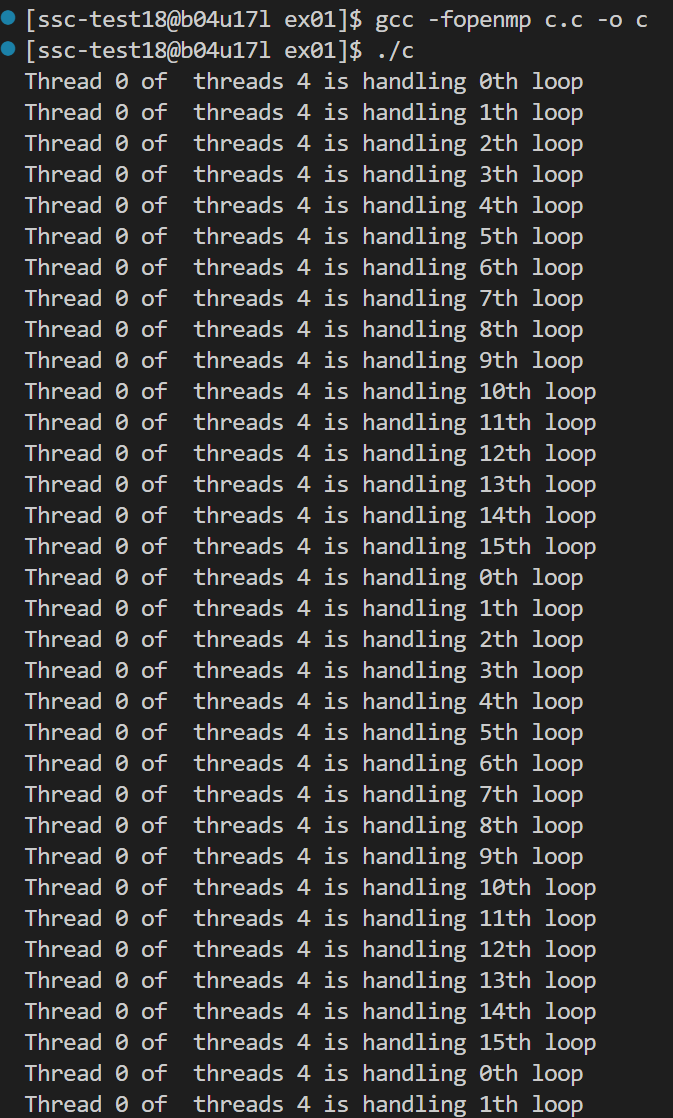 [ssc-test18@b04u17l ex01]$ gcc -fopenmp c.c -o c
[ssc-test18@b04u17l ex01]$ ./c
Thread 0 of  threads 4 is handling 0th loop
Thread 0 of  threads 4 is handling 1th loop
Thread 0 of  threads 4 is handling 2th loop
Thread 0 of  threads 4 is handling 3th loop
Thread 0 of  threads 4 is handling 4th loop
Thread 0 of  threads 4 is handling 5th loop
Thread 0 of  threads 4 is handling 6th loop
Thread 0 of  threads 4 is handling 7th loop
Thread 0 of  threads 4 is handling 8th loop
Thread 0 of  threads 4 is handling 9th loop
Thread 0 of  threads 4 is handling 10th loop
Thread 0 of  threads 4 is handling 11th loop
Thread 0 of  threads 4 is handling 12th loop
Thread 0 of  threads 4 is handling 13th loop
Thread 0 of  threads 4 is handling 14th loop
Thread 0 of  threads 4 is handling 15th loop
Thread 0 of  threads 4 is handling 0th loop
Thread 0 of  threads 4 is handling 1th loop
Thread 0 of  threads 4 is handling 2th loop
Thread 0 of  threads 4 is handling 3th loop
Thread 0 of  threads 4 is handling 4th loop
Thread 0 of  threads 4 is handling 5th loop
Thread 0 of  threads 4 is handling 6th loop
Thread 0 of  threads 4 is handling 7th loop
Thread 0 of  threads 4 is handling 8th loop
Thread 0 of  threads 4 is handling 9th loop
Thread 0 of  threads 4 is handling 10th loop
Thread 0 of  threads 4 is handling 11th loop
Thread 0 of  threads 4 is handling 12th loop
Thread 0 of  threads 4 is handling 13th loop
Thread 0 of  threads 4 is handling 14th loop
Thread 0 of  threads 4 is handling 15th loop
Thread 0 of  threads 4 is handling 0th loop
Thread 0 of  threads 4 is handling 1th loop